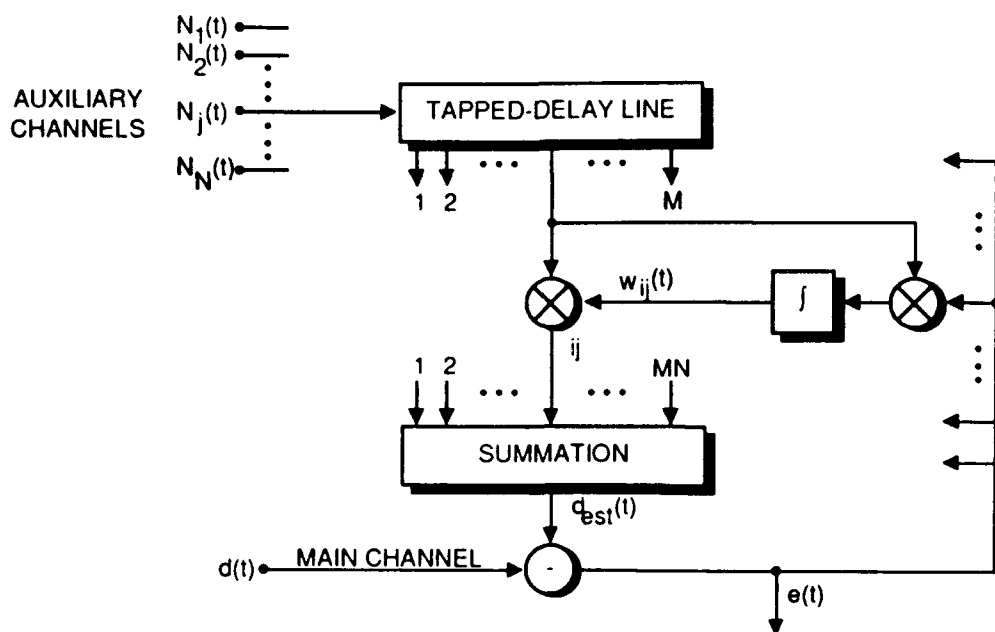 N1(t)
N2(t)
AUXILIARY
CHANNELS
Nj(t)
NN(t)
TAPPED-DELAY LINE
1 2 ••• ••• M
wij(t)
∫
ij
1 2 ••• ••• MN
SUMMATION
dest(t)
d(t) MAIN CHANNEL
-
e(t)